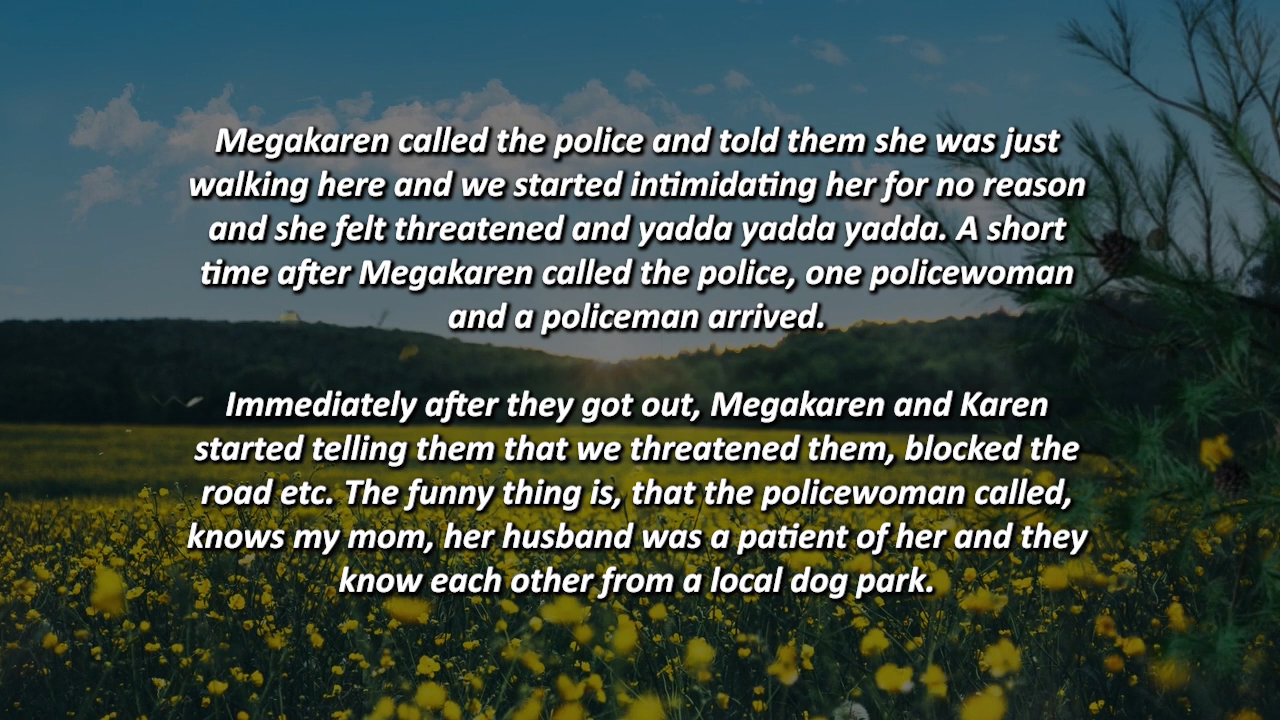 Megakaren called the police and told them she was just
walking here and we started intimidating her for no reason
and she felt threatened and yadda yadda yadda. A short
time after Megakaren called the police, one policewoman
and a policeman arrived.
Immediately after they got out, Megakaren and Karen
started telling them that we threatened them, blocked the
road etc. The funny thing is, that the policewoman called,
knows my mom, her husband was a patient of her and they
know each other from a local dog park.